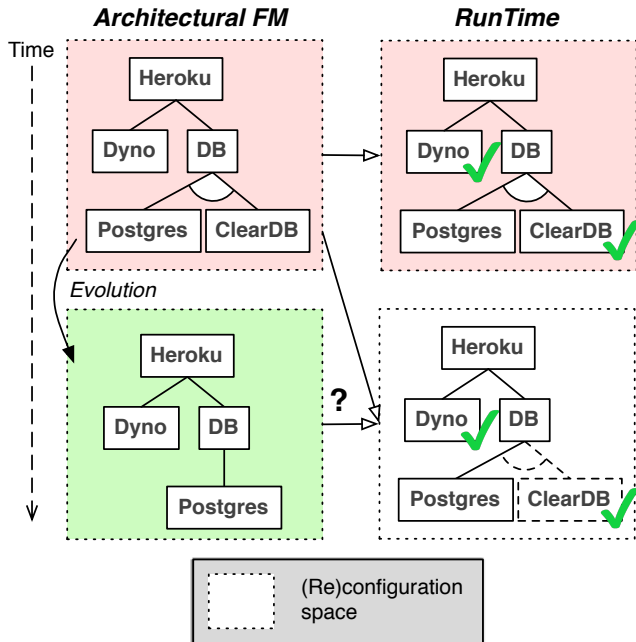 Architectural FM
RunTime
Time
Heroku
Dyno
DB
Postgres
ClearDB
Heroku
Dyno
DB
Postgres
ClearDB
Evolution
Heroku
Dyno
DB
Postgres
?
Heroku
Dyno
DB
Postgres
ClearDB
(Re)configuration
space